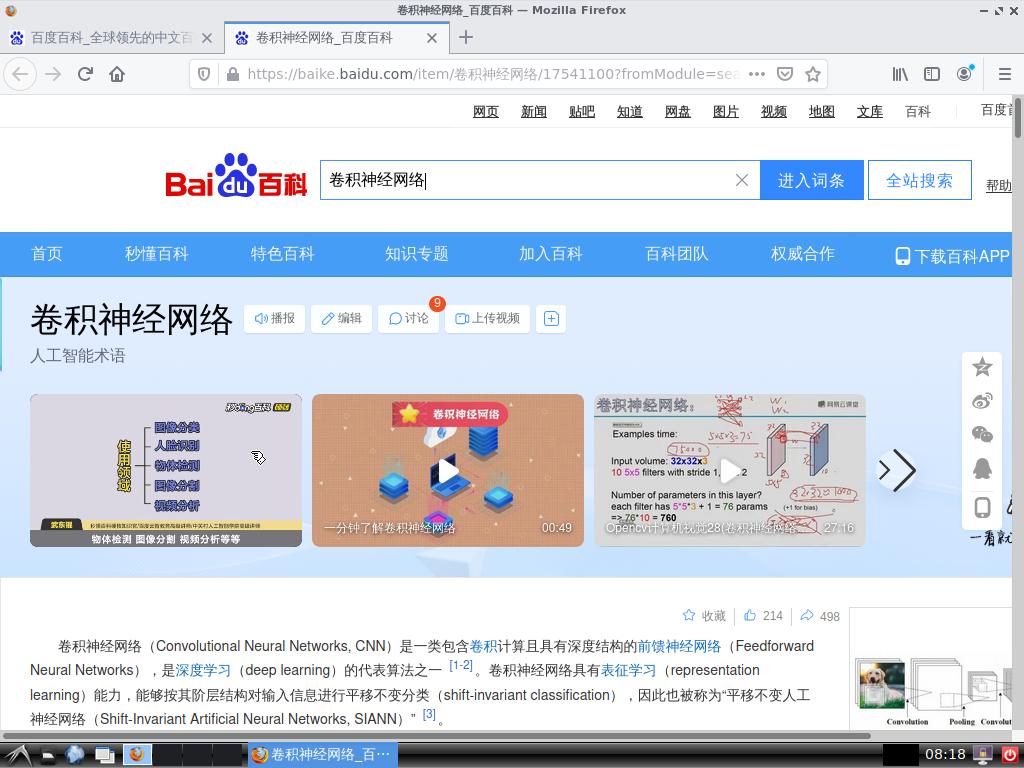 卷积神经网络_百度百科 — Mozilla Firefox
百度百科_全球领先的中文百
卷积神经网络_百度百科
https://baike.baidu.com/item/卷积神经网络/17541100?fromModule=sea
网页 新闻 贴吧 知道 网盘 图片 视频 地图 文库 百科 百度首
Bai du 百科
卷积神经网络
进入词条
全站搜索
帮助
首页 秒懂百科 特色百科 知识专题 加入百科 百科团队 权威合作 下载百科APP
卷积神经网络
播报 编辑 讨论 9 上传视频
人工智能术语
使用领域
图像分类
人脸识别
物体检测
图像分割
视频分析
武东锟
物体检测 图像分割 视频分析等等
卷积神经网络
一分钟了解卷积神经网络 00:49
卷积神经网络:
网易云课堂
Examples time:
Input volume: 32x32x3
10 5x5 filters with stride 1,
2
Number of parameters in this layer?
each filter has 5*5*3 + 1 = 76 params
(+1 for bias)
=> 76*10 = 760
Opencv计算机视觉28(卷积神经网络... 27:16
收藏 214 498
卷积神经网络（Convolutional Neural Networks, CNN）是一类包含卷积计算且具有深度结构的前馈神经网络（Feedforward
Neural Networks），是深度学习（deep learning）的代表算法之一 [1-2] 。卷积神经网络具有表征学习（representation
learning）能力，能够按其阶层结构对输入信息进行平移不变分类（shift-invariant classification），因此也被称为“平移不变人工
神经网络（Shift-Invariant Artificial Neural Networks, SIANN）” [3] 。
Convolution Pooling Convolut
卷积神经网络_百…
08:18